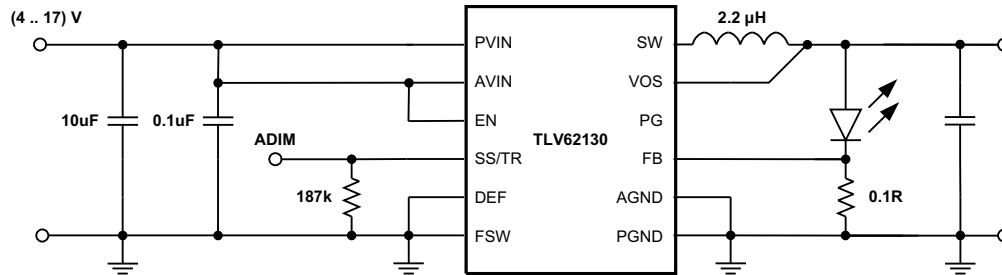 (4 .. 17) V
2.2 µH
PVIN
SW
AVIN
VOS
10uF
0.1uF
EN
PG
ADIM
TLV62130
SS/TR
FB
187k
DEF
AGND
0.1R
FSW
PGND